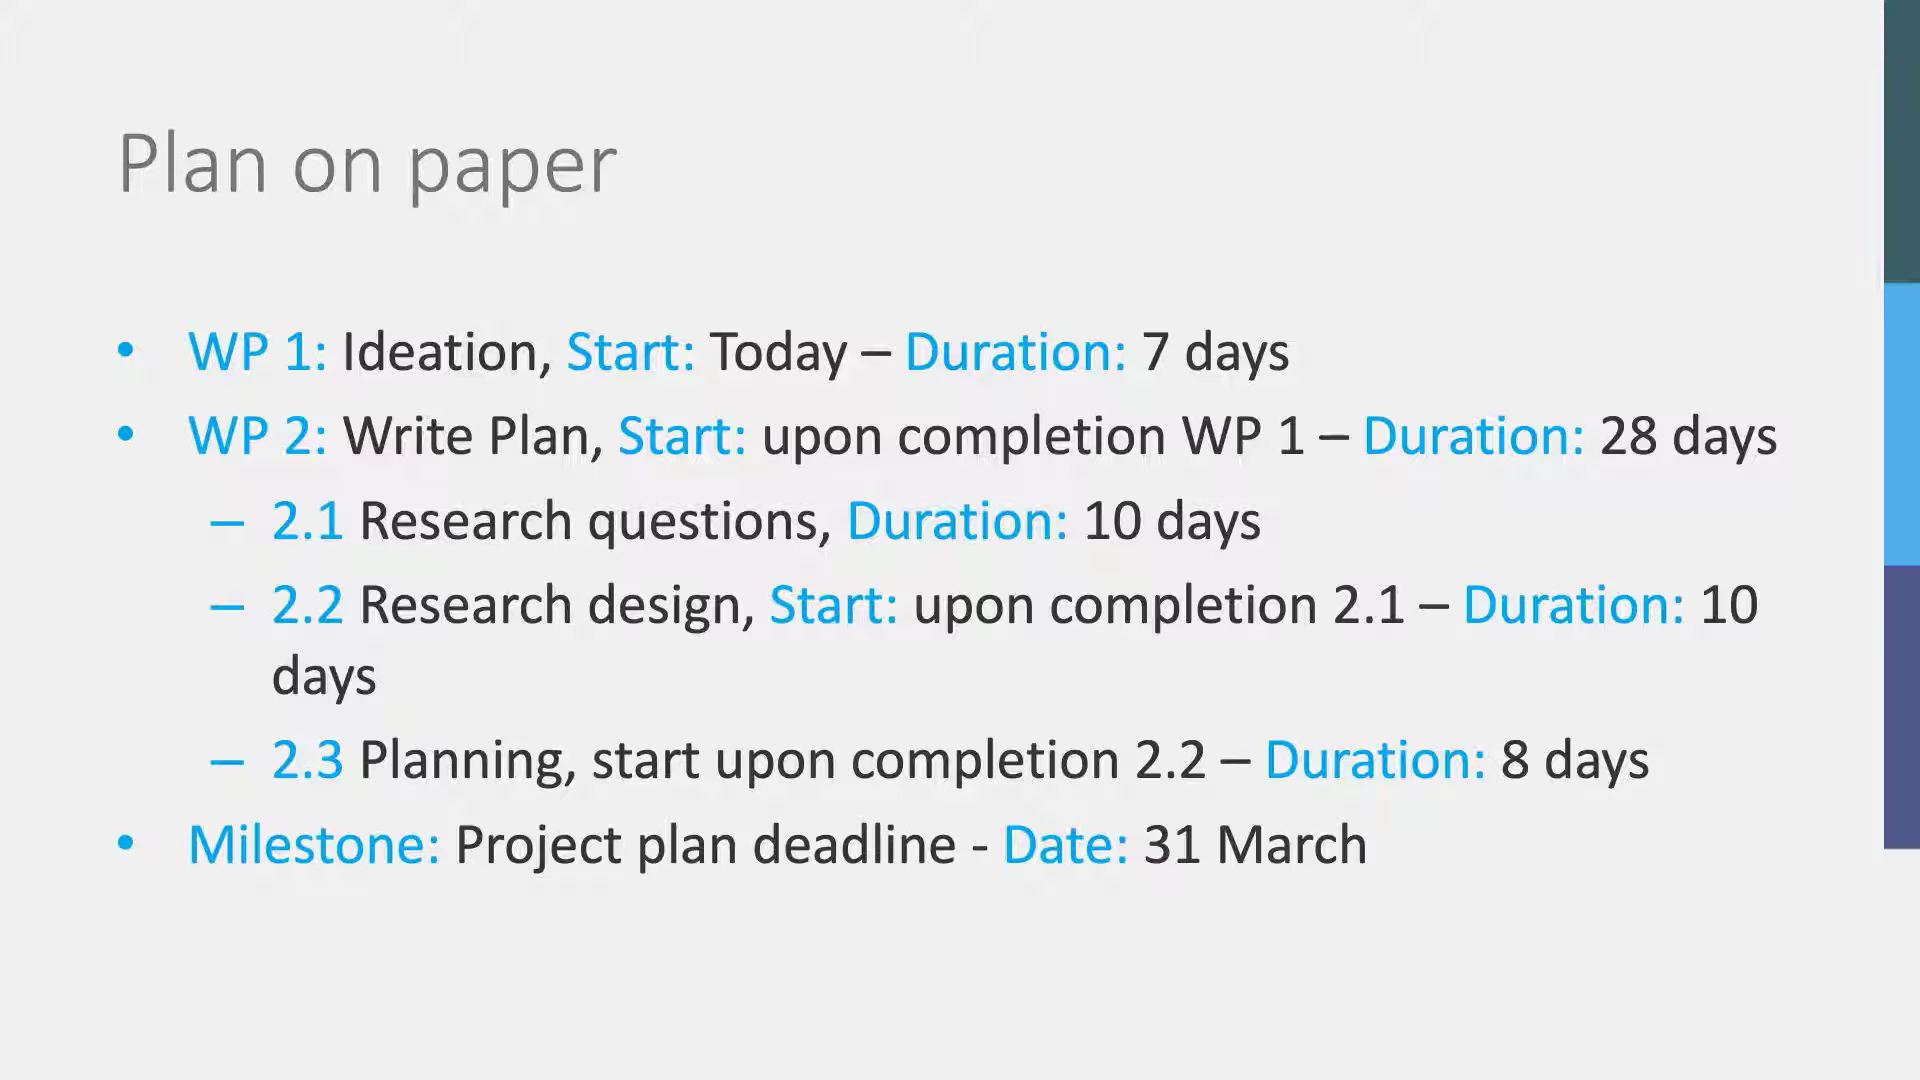 Plan on paper
• WP 1: Ideation, Start: Today – Duration: 7 days
• WP 2: Write Plan, Start: upon completion WP 1 – Duration: 28 days
– 2.1 Research questions, Duration: 10 days
– 2.2 Research design, Start: upon completion 2.1 – Duration: 10
days
– 2.3 Planning, start upon completion 2.2 – Duration: 8 days
• Milestone: Project plan deadline - Date: 31 March